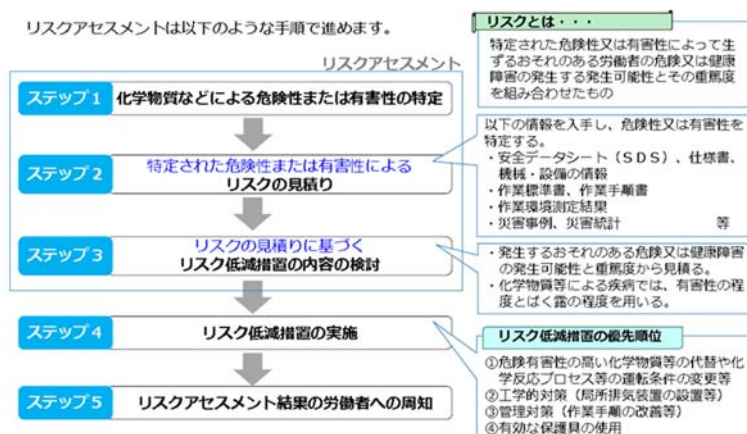 リスクアセスメントは以下のような手順で進めます。
リスクアセスメント
ステップ1 化学物質などによる危険性または有害性の特定
ステップ2 特定された危険性または有害性による
リスクの見積り
ステップ3 リスクの見積りに基づく
リスク低減措置の内容の検討
ステップ4 リスク低減措置の実施
ステップ5 リスクアセスメント結果の労働者への周知
リスクとは・・・
特定された危険性又は有害性によって生
ずるおそれのある労働者の危険又は健康
障害の発生する発生可能性とその重篤度
を組み合わせたもの
以下の情報を入手し、危険性又は有害性を
特定する。
・安全データシート（SDS）、仕様書、
機械・設備の情報
・作業標準書、作業手順書
・作業環境測定結果
・災害事例、災害統計 等
・発生するおそれのある危険又は健康障害
の発生可能性と重篤度から見積る。
・化学物質等による疾病では、有害性の程
度とばく露の程度を用いる。
リスク低減措置の優先順位
①危険有害性の高い化学物質等の代替や化
学反応プロセス等の運転条件の変更等
②工学的対策（局所排気装置の設置等）
③管理対策（作業手順の改善等）
④有効な保護具の使用